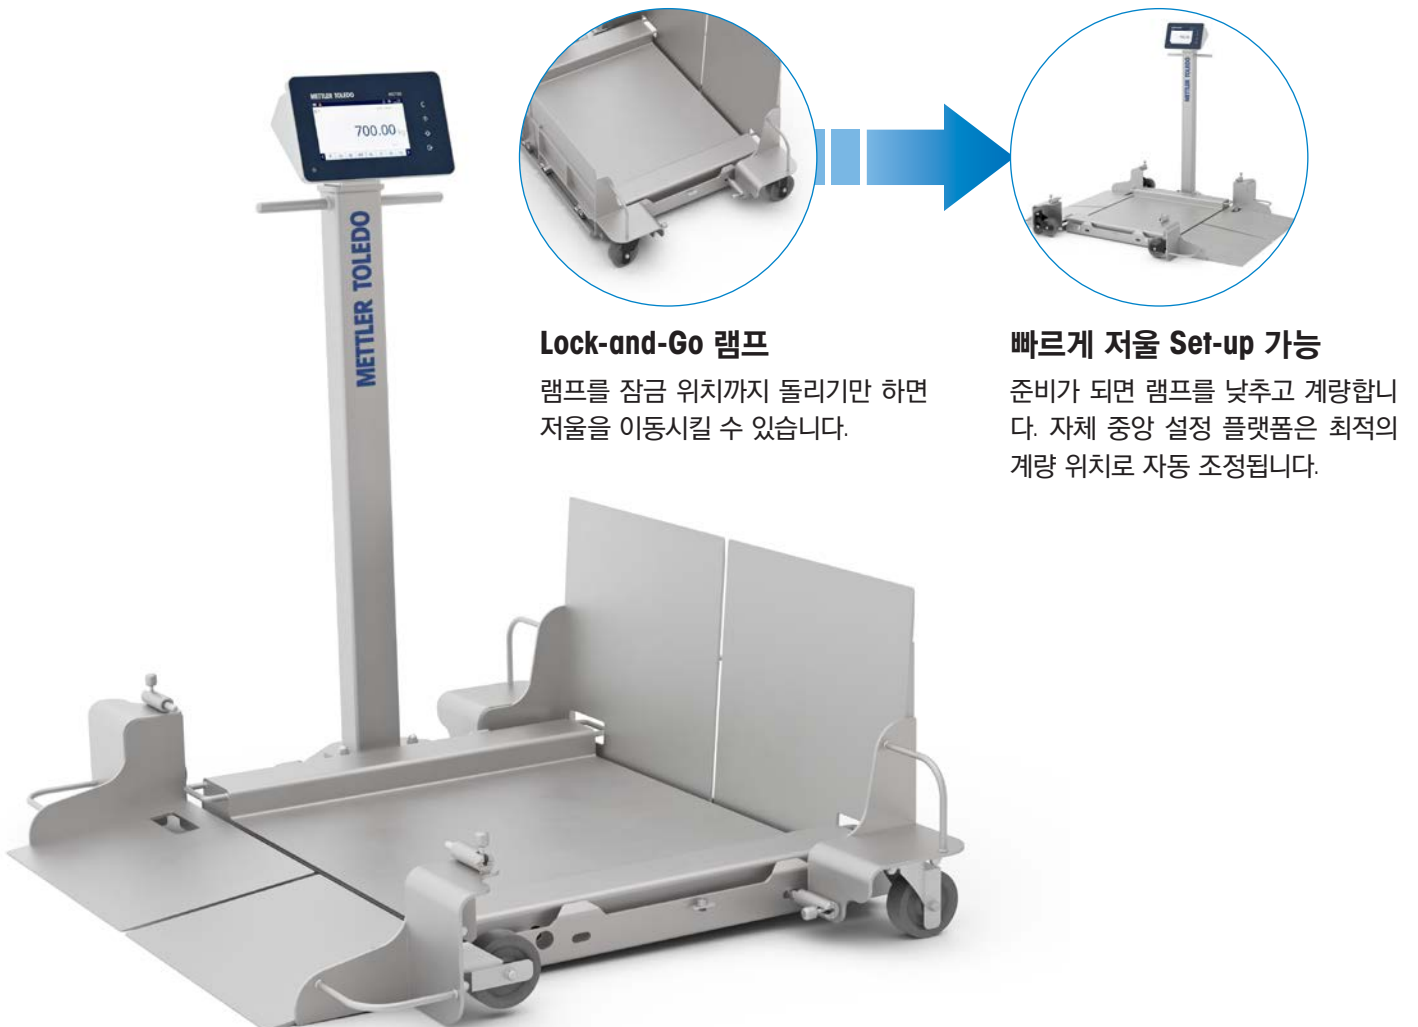 METTLER TOLEDO
700.00 kg
METTLER TOLEDO
METTLER TOLEDO
Lock-and-Go 램프
램프를 잠금 위치까지 돌리기만 하면
저울을 이동시킬 수 있습니다.
빠르게 저울 Set-up 가능
준비가 되면 램프를 낮추고 계량합니
다. 자체 중앙 설정 플랫폼은 최적의
계량 위치로 자동 조정됩니다.